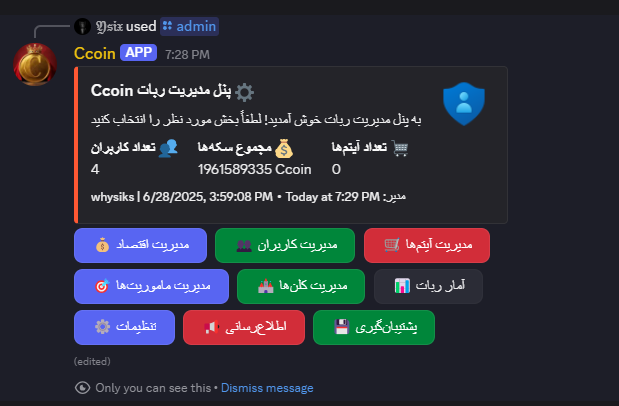 𝖄𝖘𝖎𝖝 used admin
Ccoin APP 7:28 PM
پنل مدیریت ربات Ccoin
به پنل مدیریت ربات خوش آمدید! لطفاً بخش مورد نظر را انتخاب کنید
تعداد کاربران مجموع سکه‌ها تعداد آیتم‌ها
4 1961589335 Ccoin 0
مدیر: whysiks | 6/28/2025, 3:59:08 PM • Today at 7:29 PM
مدیریت اقتصاد مدیریت کاربران مدیریت آیتم‌ها
مدیریت ماموریت‌ها مدیریت کلن‌ها آمار ربات
تنظیمات اطلاع‌رسانی پشتیبان‌گیری
(edited)
Only you can see this • Dismiss message